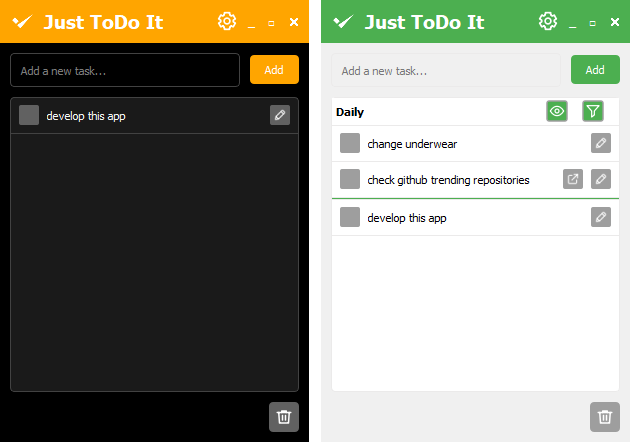 Just ToDo It
Add a new task...
Add
develop this app
Just ToDo It
Add a new task...
Add
Daily
change underwear
check github trending repositories
develop this app